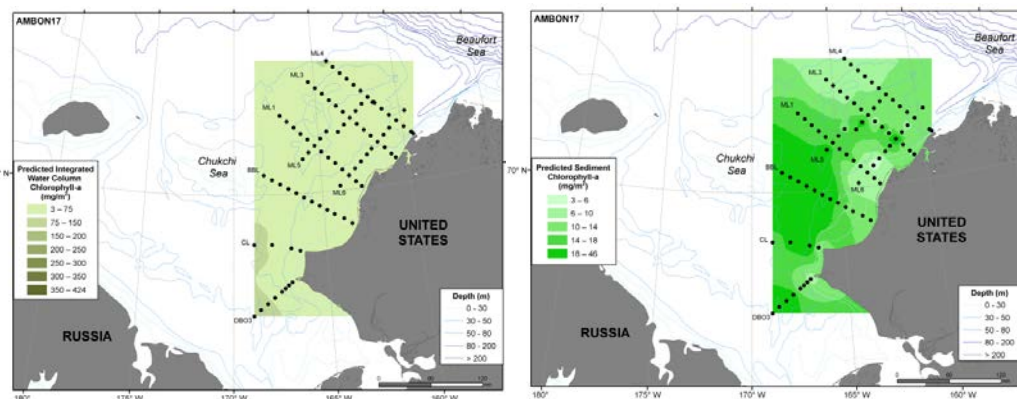 AMBON17
Beaufort
Sea
ML4
ML3
ML1
ML5
ML6
BBL
CL
DBO3
Chukchi
Sea
Predicted Integrated
Water Column
Chlorophyll-a
(mg/m²)
3 – 75
75 – 150
150 – 200
200 – 250
250 – 300
300 – 350
350 – 424
70° N
UNITED
STATES
RUSSIA
Depth (m)
0 - 30
30 - 50
50 - 80
80 - 200
> 200
180°
175° W
170° W
165° W
160° W
AMBON17
Beaufort
Sea
ML4
ML3
ML1
ML5
ML6
BBL
CL
DBO3
Chukchi
Sea
70° N
Predicted Sediment
Chlorophyll-a
(mg/m²)
3 – 6
6 – 10
10 – 14
14 – 18
18 – 46
UNITED
STATES
RUSSIA
Depth (m)
0 - 30
30 - 50
50 - 80
80 - 200
> 200
180°
175° W
170° W
165° W
160° W